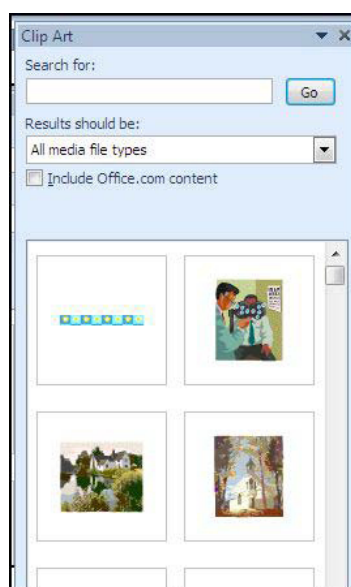 Clip Art
Search for:
Go
Results should be:
All media file types
Include Office.com content